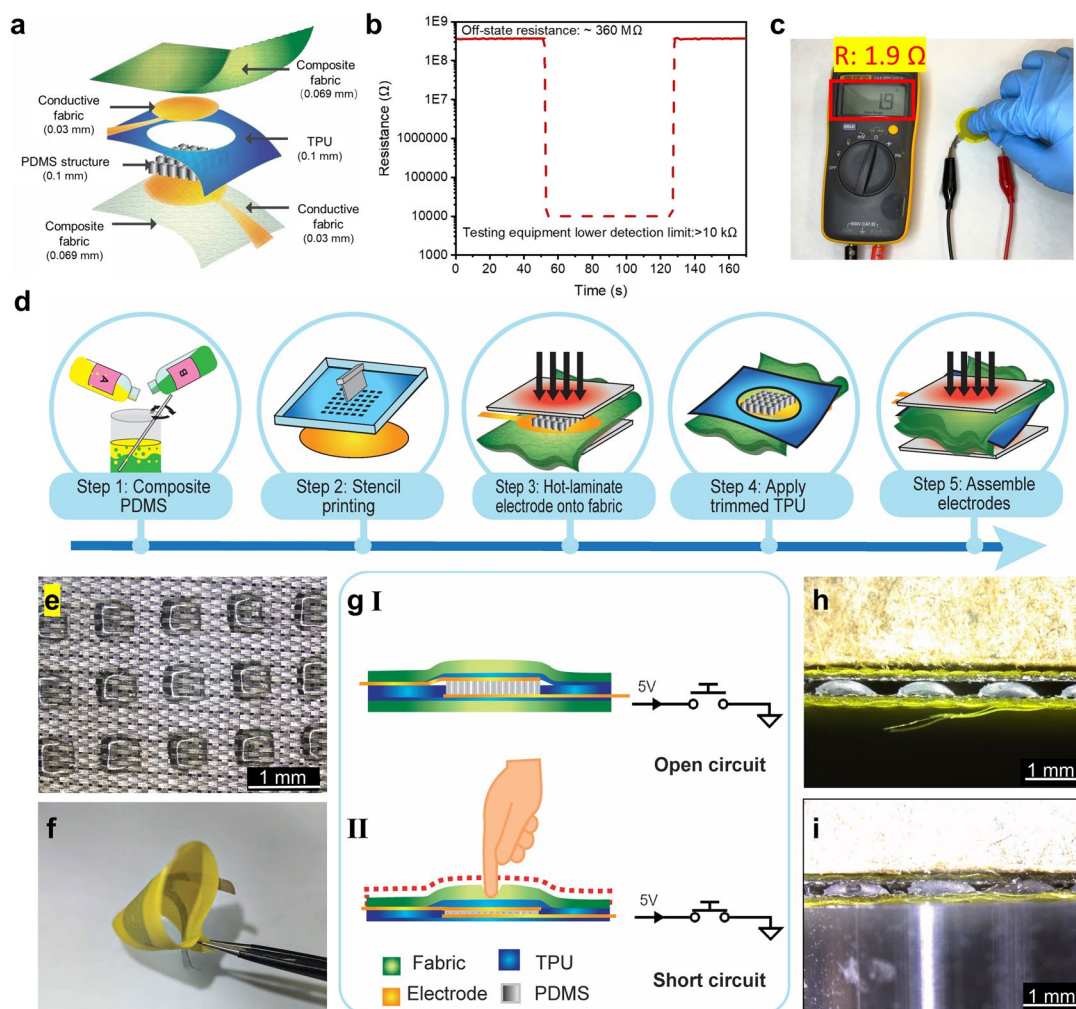 a
Composite
fabric
(0.069 mm)
Conductive
fabric
(0.03 mm)
TPU
(0.1 mm)
PDMS structure
(0.1 mm)
Composite
fabric
(0.069 mm)
Conductive
fabric
(0.03 mm)
b
1E9
1E8
1E7
1000000
100000
10000
1000
Resistance (Ω)
Off-state resistance: ~ 360 MΩ
Testing equipment lower detection limit:>10 kΩ
0 20 40 60 80 100 120 140 160
Time (s)
c
R: 1.9 Ω
1.9
OFF
d
A
B
Step 1: Composite
PDMS
Step 2: Stencil
printing
Step 3: Hot-laminate
electrode onto fabric
Step 4: Apply
trimmed TPU
Step 5: Assemble
electrodes
e
1 mm
f
g I
5V
Open circuit
II
5V
Short circuit
Fabric
TPU
Electrode
PDMS
h
1 mm
i
1 mm